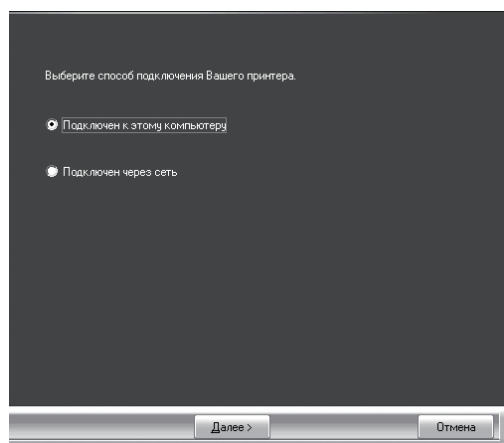 Выберите способ подключения Вашего принтера.
Подключен к этому компьютеру
Подключен через сеть
Далее >
Отмена